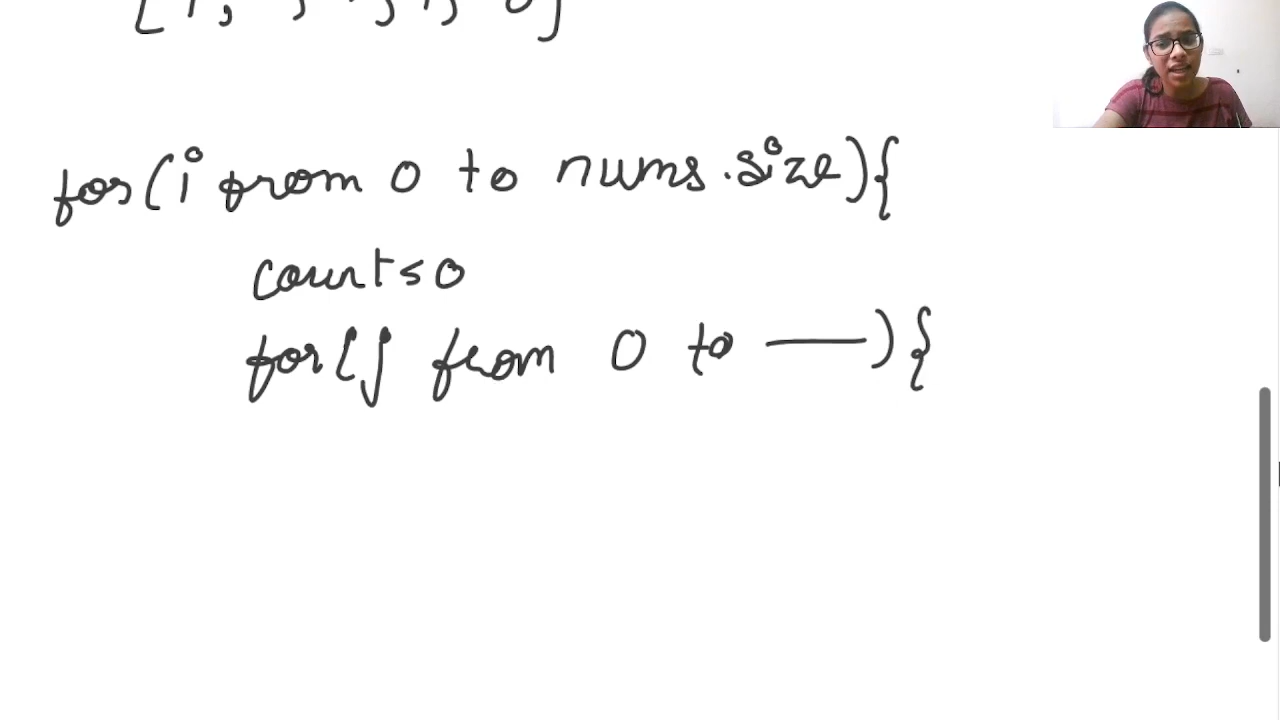 for(i from 0 to nums.size){
count=0
for(j from 0 to —){